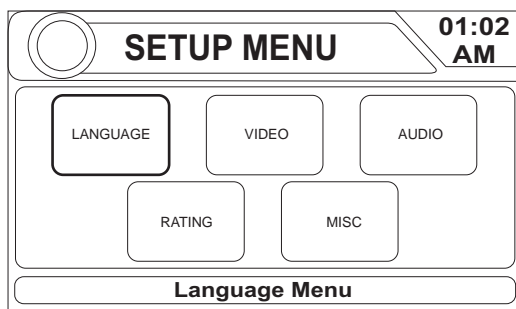 SETUP MENU
01:02
AM
LANGUAGE
VIDEO
AUDIO
RATING
MISC
Language Menu